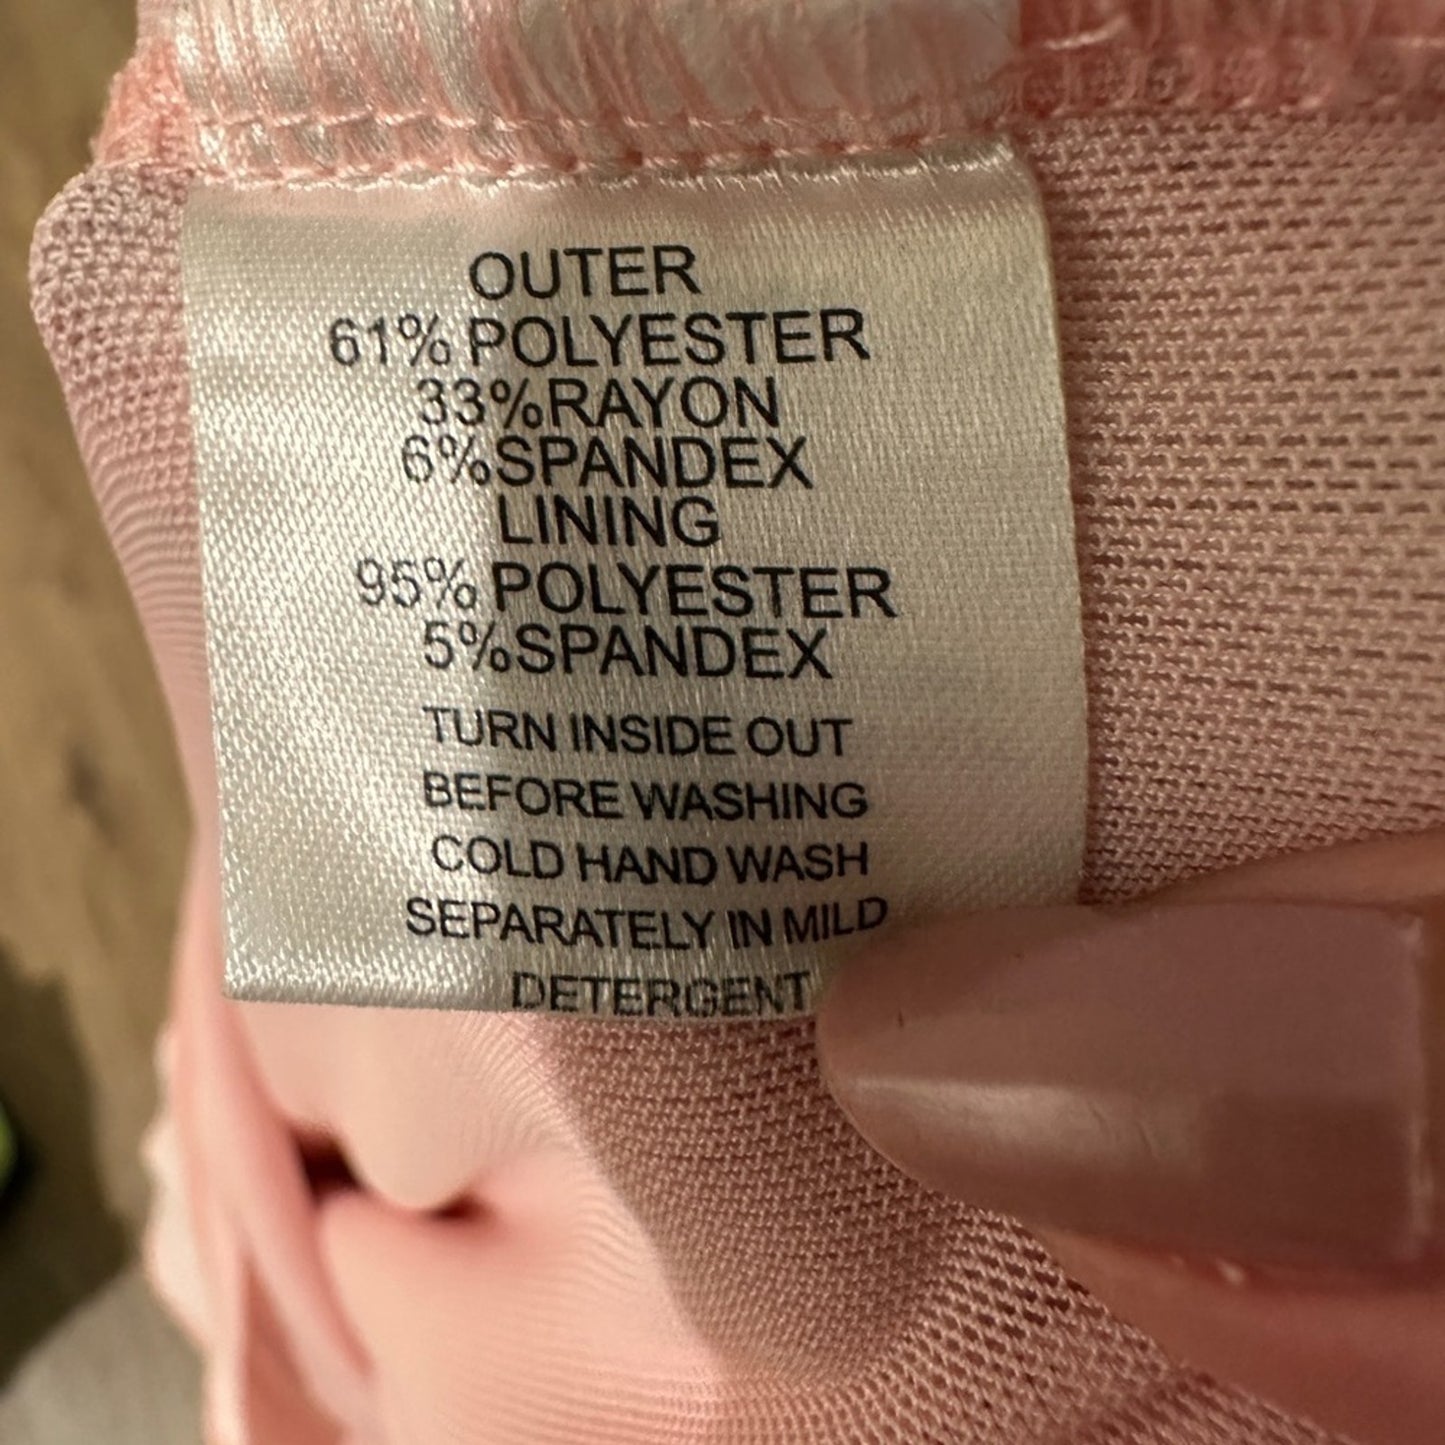 OUTER
61% POLYESTER
33%RAYON
6%SPANDEX
LINING
95% POLYESTER
5%SPANDEX
TURN INSIDE OUT
BEFORE WASHING
COLD HAND WASH
SEPARATELY IN MILD
DETERGENT